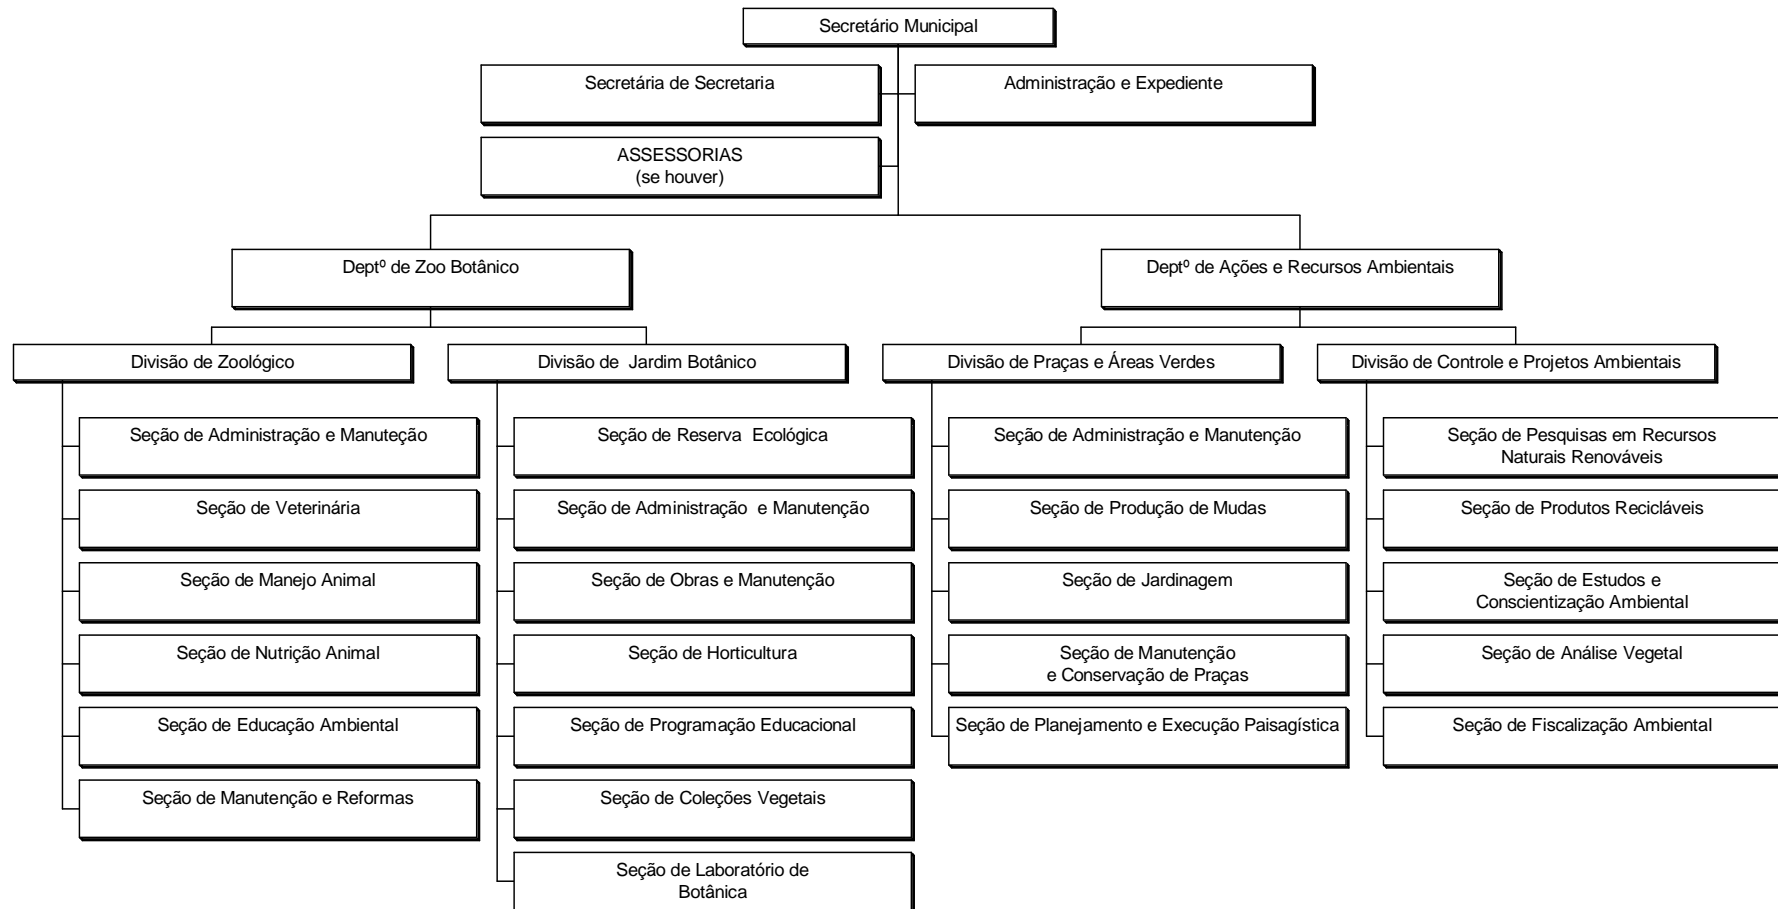 Secretário Municipal
Secretária de Secretaria
Administração e Expediente
ASSESSORIAS
(se houver)
Deptº de Zoo Botânico
Deptº de Ações e Recursos Ambientais
Divisão de Zoológico
Divisão de Jardim Botânico
Divisão de Praças e Áreas Verdes
Divisão de Controle e Projetos Ambientais
Seção de Administração e Manuteção
Seção de Veterinária
Seção de Manejo Animal
Seção de Nutrição Animal
Seção de Educação Ambiental
Seção de Manutenção e Reformas
Seção de Reserva Ecológica
Seção de Administração e Manutenção
Seção de Obras e Manutenção
Seção de Horticultura
Seção de Programação Educacional
Seção de Coleções Vegetais
Seção de Laboratório de
Botânica
Seção de Administração e Manutenção
Seção de Produção de Mudas
Seção de Jardinagem
Seção de Manutenção
e Conservação de Praças
Seção de Planejamento e Execução Paisagística
Seção de Pesquisas em Recursos
Naturais Renováveis
Seção de Produtos Recicláveis
Seção de Estudos e
Conscientização Ambiental
Seção de Análise Vegetal
Seção de Fiscalização Ambiental